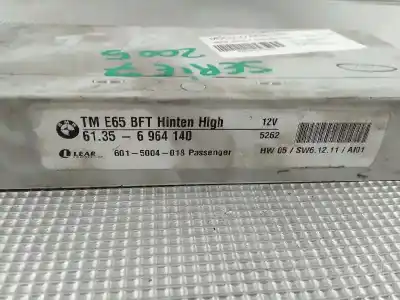 SERIE 7
2005
TM E65 BFT Hinten High
12V
61.35 - 6 964 140
5262
LEAR
601-5004-018 Passenger
HW 05 / SW6.12.11 / AI01